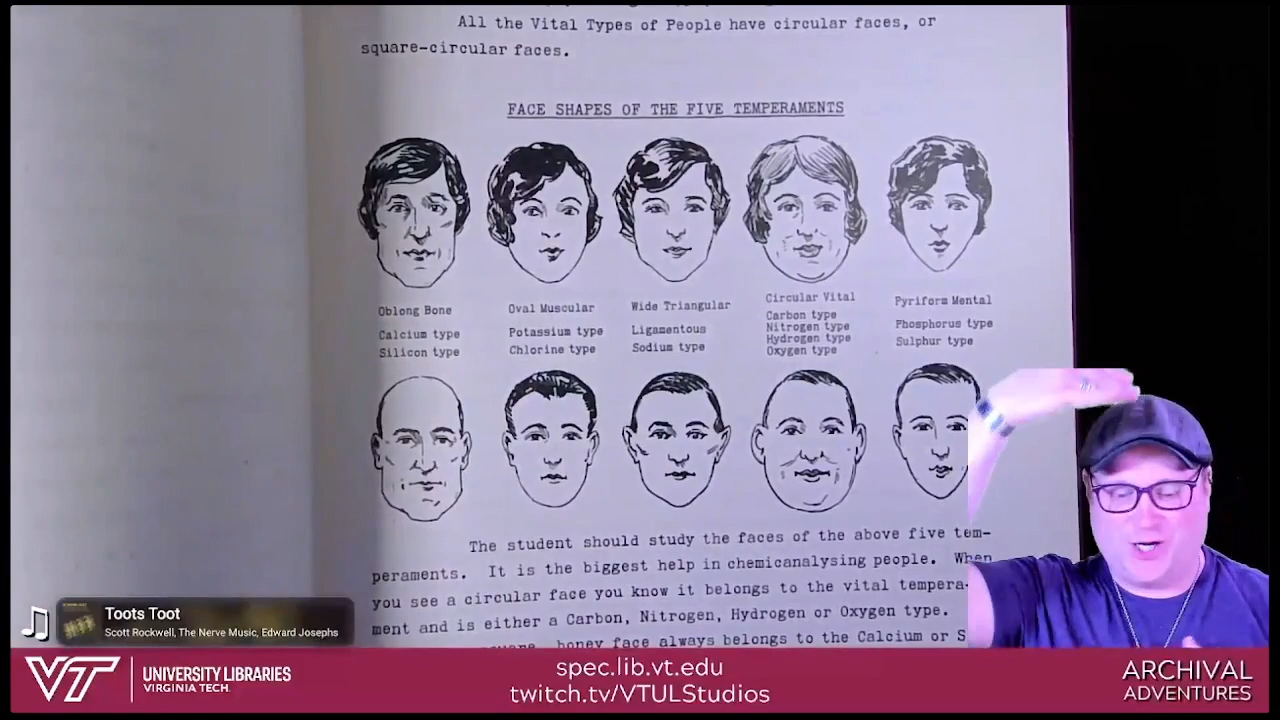 All the Vital Types of People have circular faces, or
square-circular faces.
FACE SHAPES OF THE FIVE TEMPERAMENTS
Oblong Bone
Calcium type
Silicon type
Oval Muscular
Potassium type
Chlorine type
Wide Triangular
Ligamentous
Sodium type
Circular Vital
Carbon type
Nitrogen type
Hydrogen type
Oxygen type
Pyriform Mental
Phosphorus type
Sulphur type
The student should study the faces of the above five tem-
peraments. It is the biggest help in chemicanalysing people. When
you see a circular face you know it belongs to the vital tempera-
ment and is either a Carbon, Nitrogen, Hydrogen or Oxygen type.
face always belongs to the Calcium or
Toots Toot
Scott Rockwell, The Nerve Music, Edward Josephs
VT
UNIVERSITY LIBRARIES
VIRGINIA TECH
spec.lib.vt.edu
twitch.tv/VTULStudios
ARCHIVAL
ADVENTURES